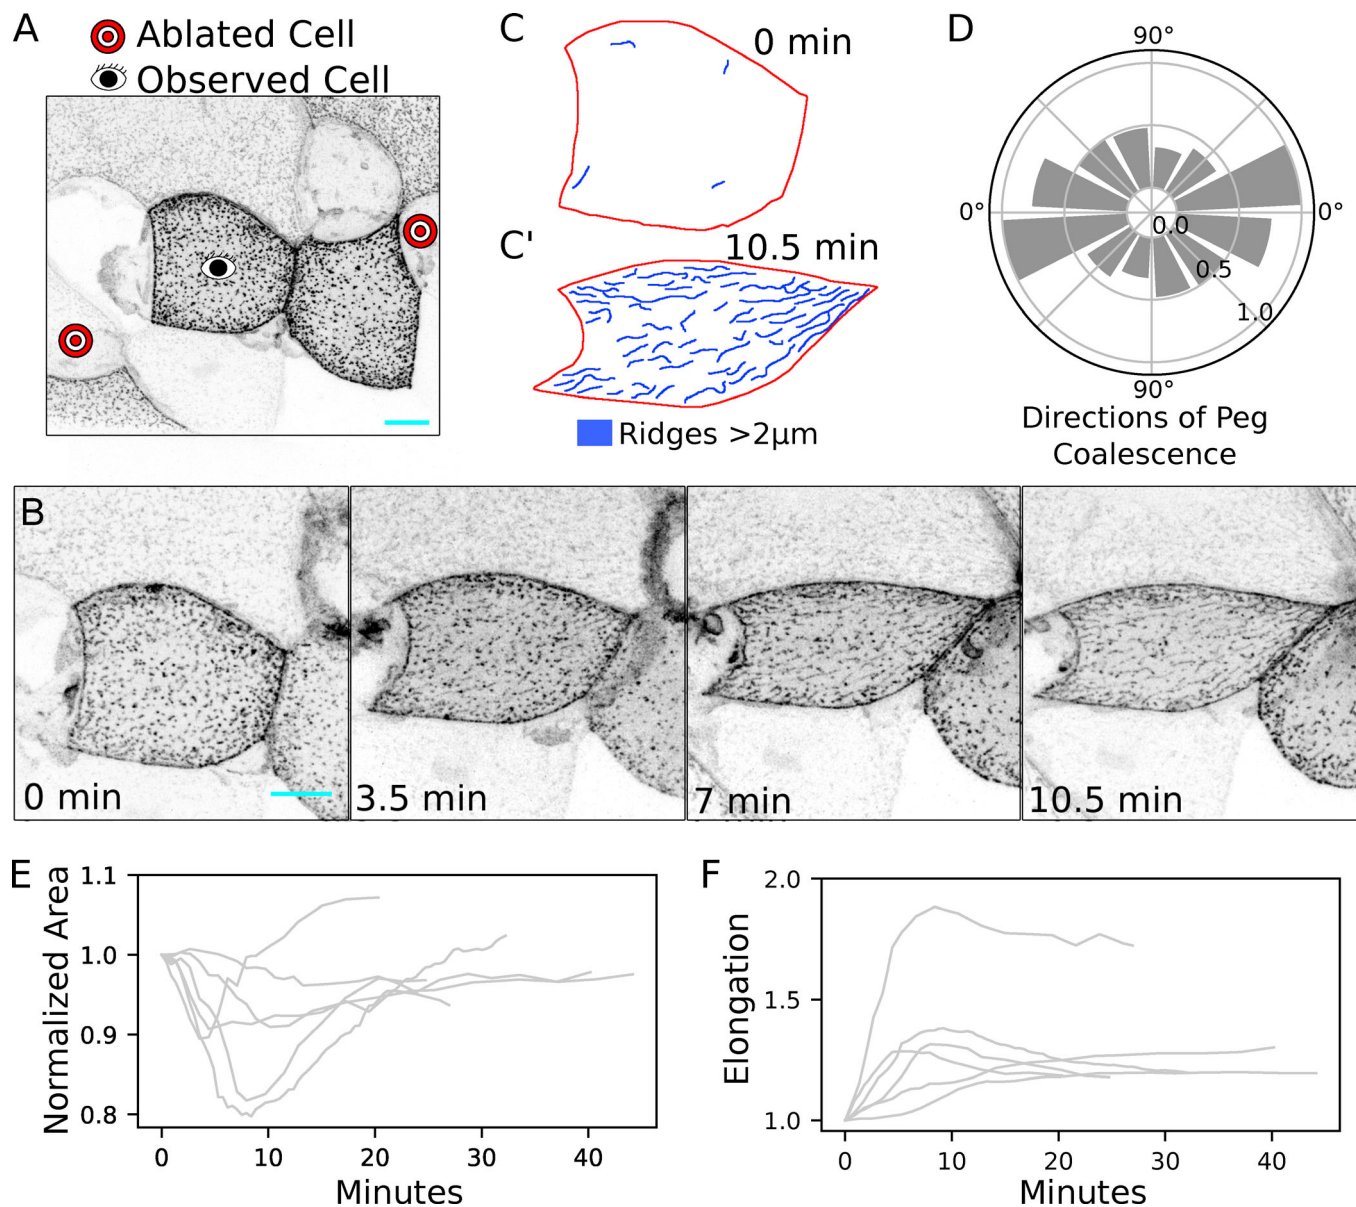 A
Ablated Cell
Observed Cell
C
0 min
C'
10.5 min
Ridges >2μm
D
90°
0°
0°
0.0
0.5
1.0
90°
Directions of Peg
Coalescence
B
0 min
3.5 min
7 min
10.5 min
E
Normalized Area
1.1
1.0
0.9
0.8
0
10
20
30
40
Minutes
F
Elongation
2.0
1.5
1.0
0
10
20
30
40
Minutes